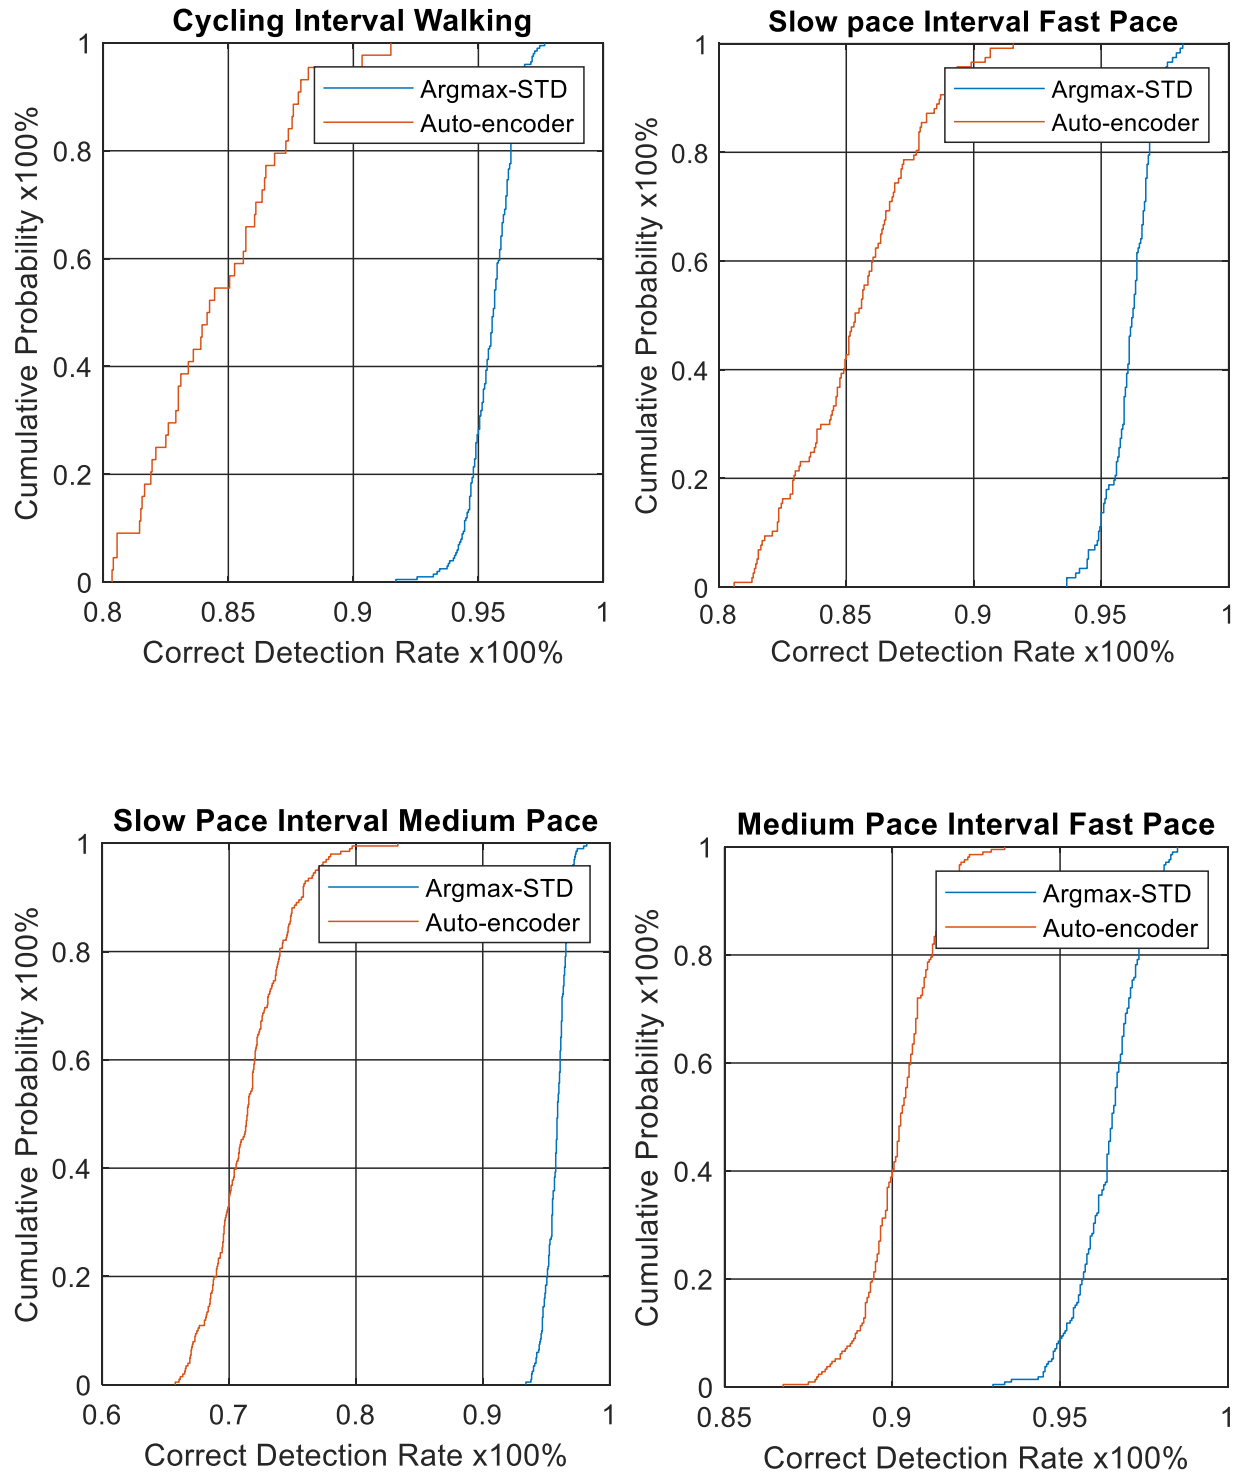 Cycling Interval Walking
1
0.8
0.6
0.4
0.2
0
Cumulative Probability x100%
Argmax-STD
Auto-encoder
0.8 0.85 0.9 0.95 1
Correct Detection Rate x100%
Slow pace Interval Fast Pace
1
0.8
0.6
0.4
0.2
0
Cumulative Probability x100%
Argmax-STD
Auto-encoder
0.8 0.85 0.9 0.95 1
Correct Detection Rate x100%
Slow Pace Interval Medium Pace
1
0.8
0.6
0.4
0.2
0
Cumulative Probability x100%
Argmax-STD
Auto-encoder
0.6 0.7 0.8 0.9 1
Correct Detection Rate x100%
Medium Pace Interval Fast Pace
1
0.8
0.6
0.4
0.2
0
Cumulative Probability x100%
Argmax-STD
Auto-encoder
0.85 0.9 0.95 1
Correct Detection Rate x100%